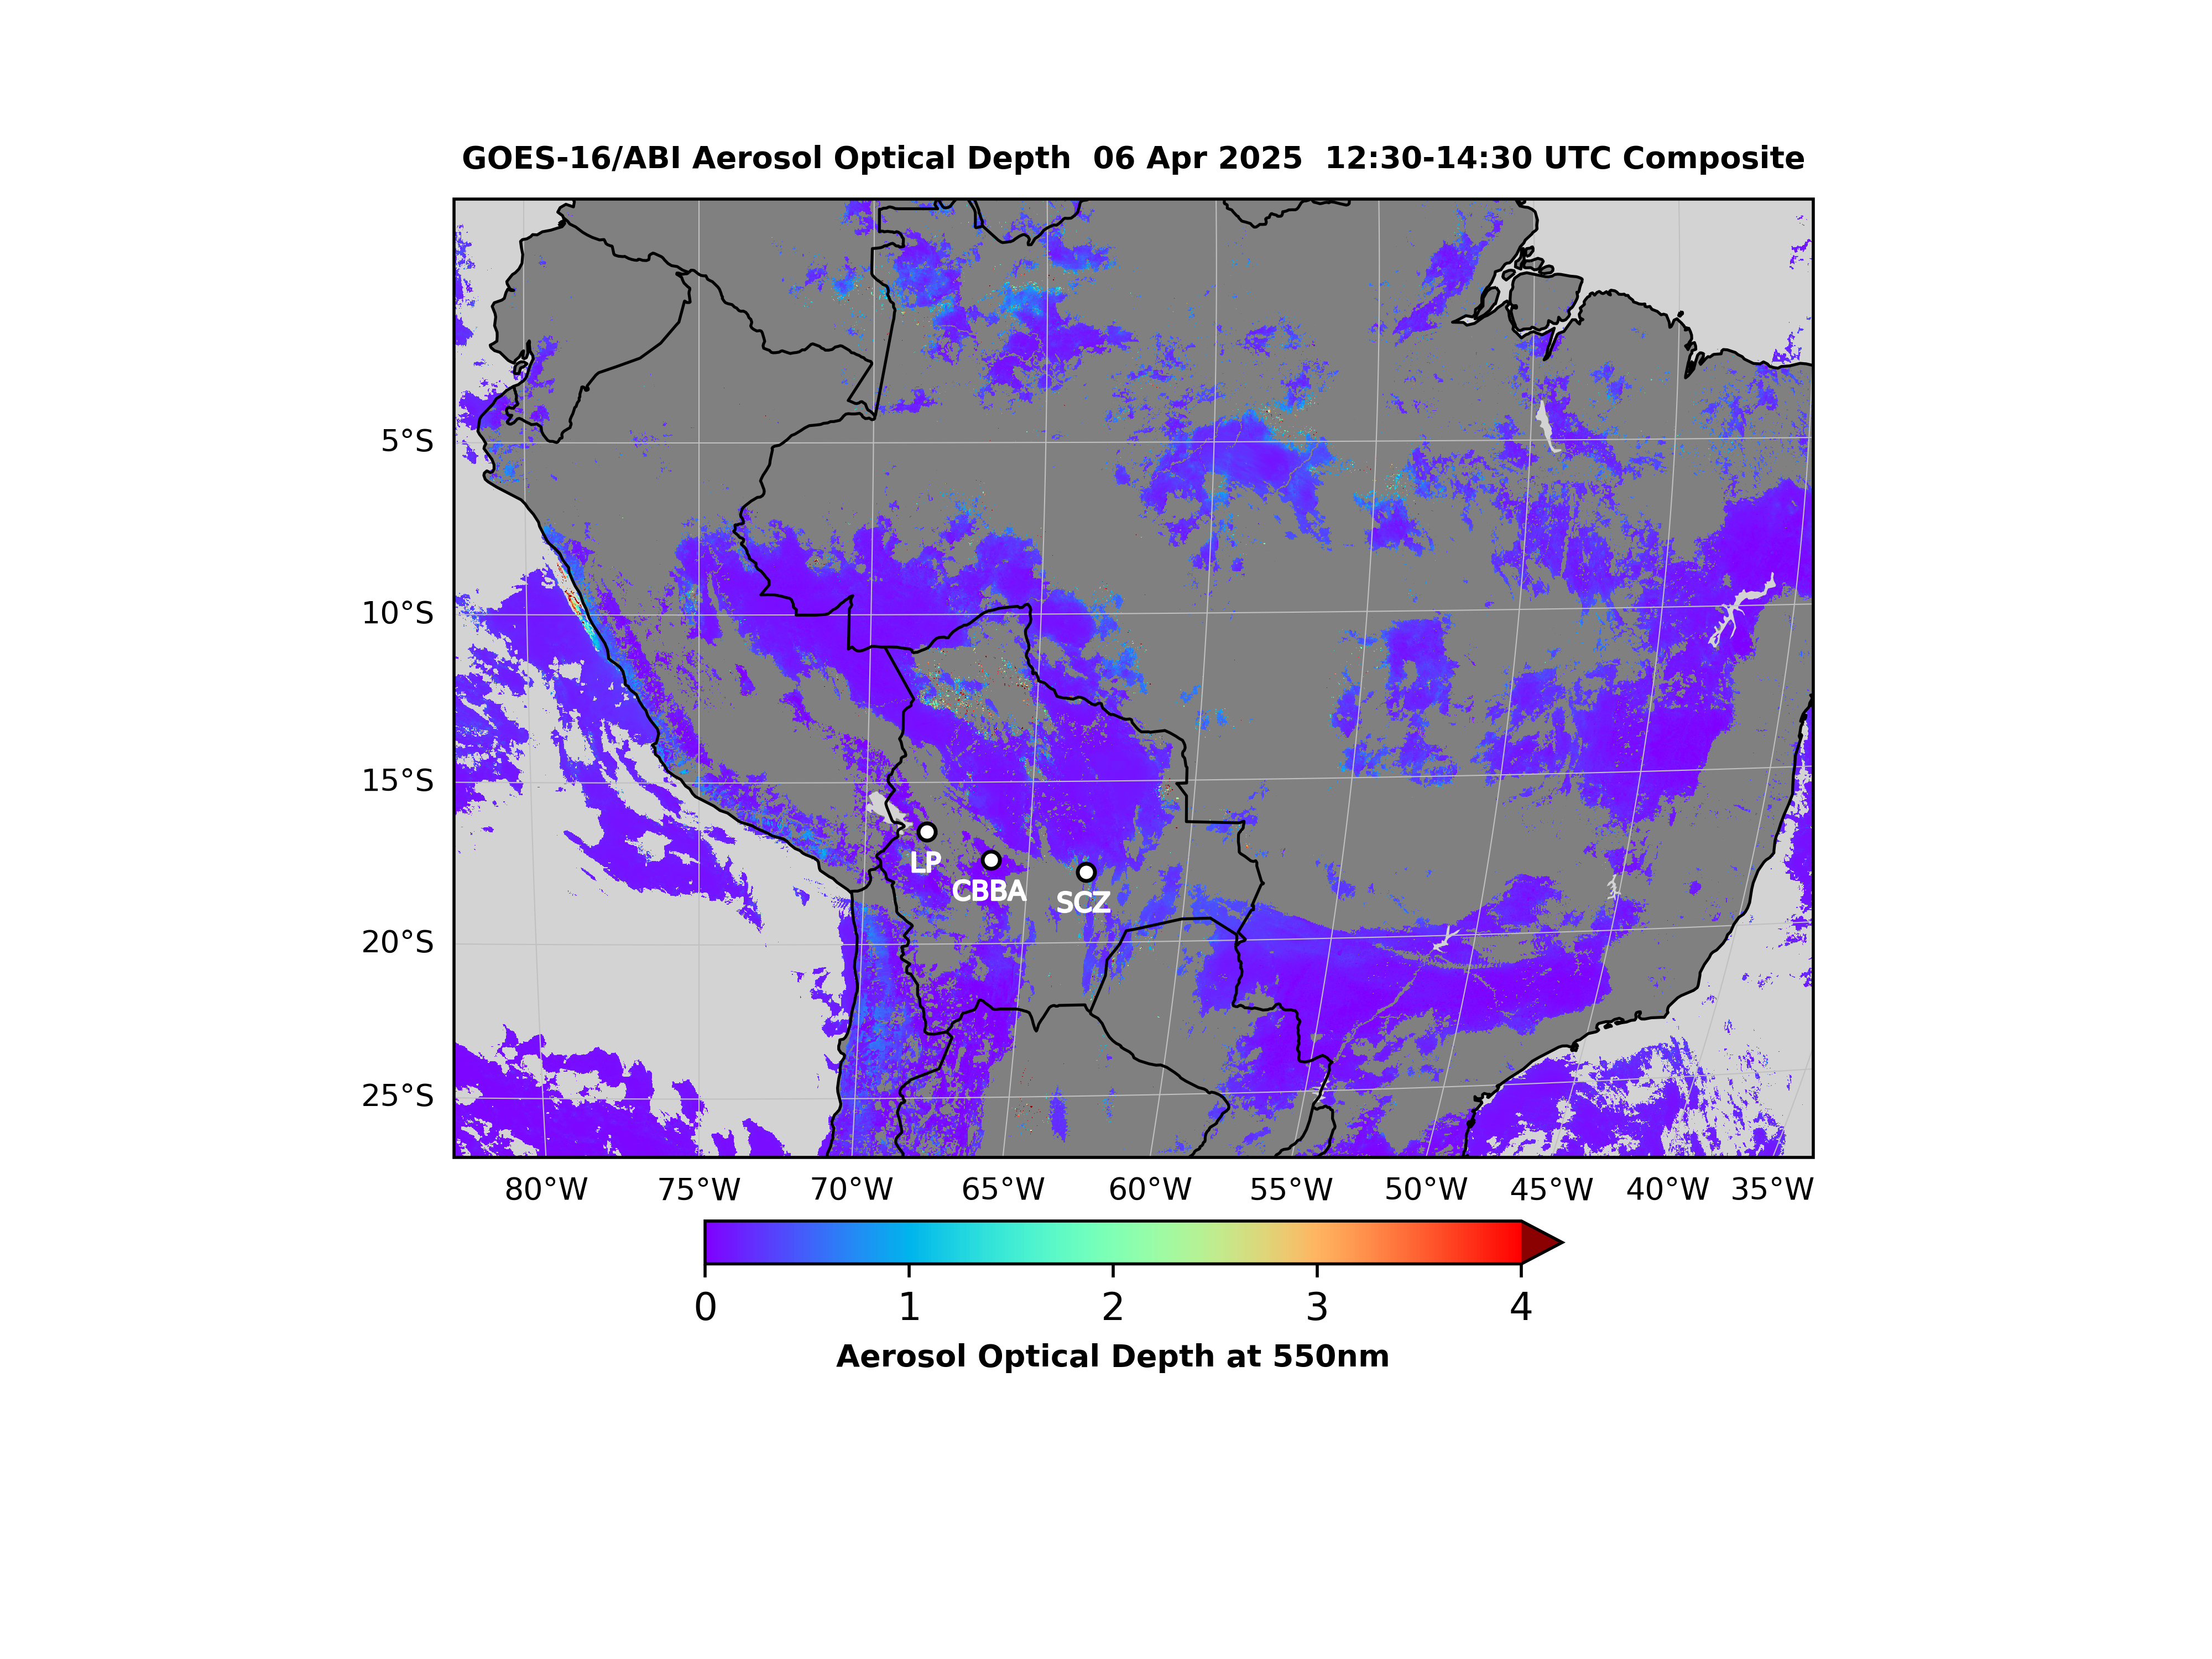 GOES-16/ABI Aerosol Optical Depth  06 Apr 2025  12:30-14:30 UTC Composite
5°S
10°S
15°S
20°S
25°S
LP
CBBA
SCZ
80°W 75°W 70°W 65°W 60°W 55°W 50°W 45°W 40°W 35°W
0 1 2 3 4
Aerosol Optical Depth at 550nm